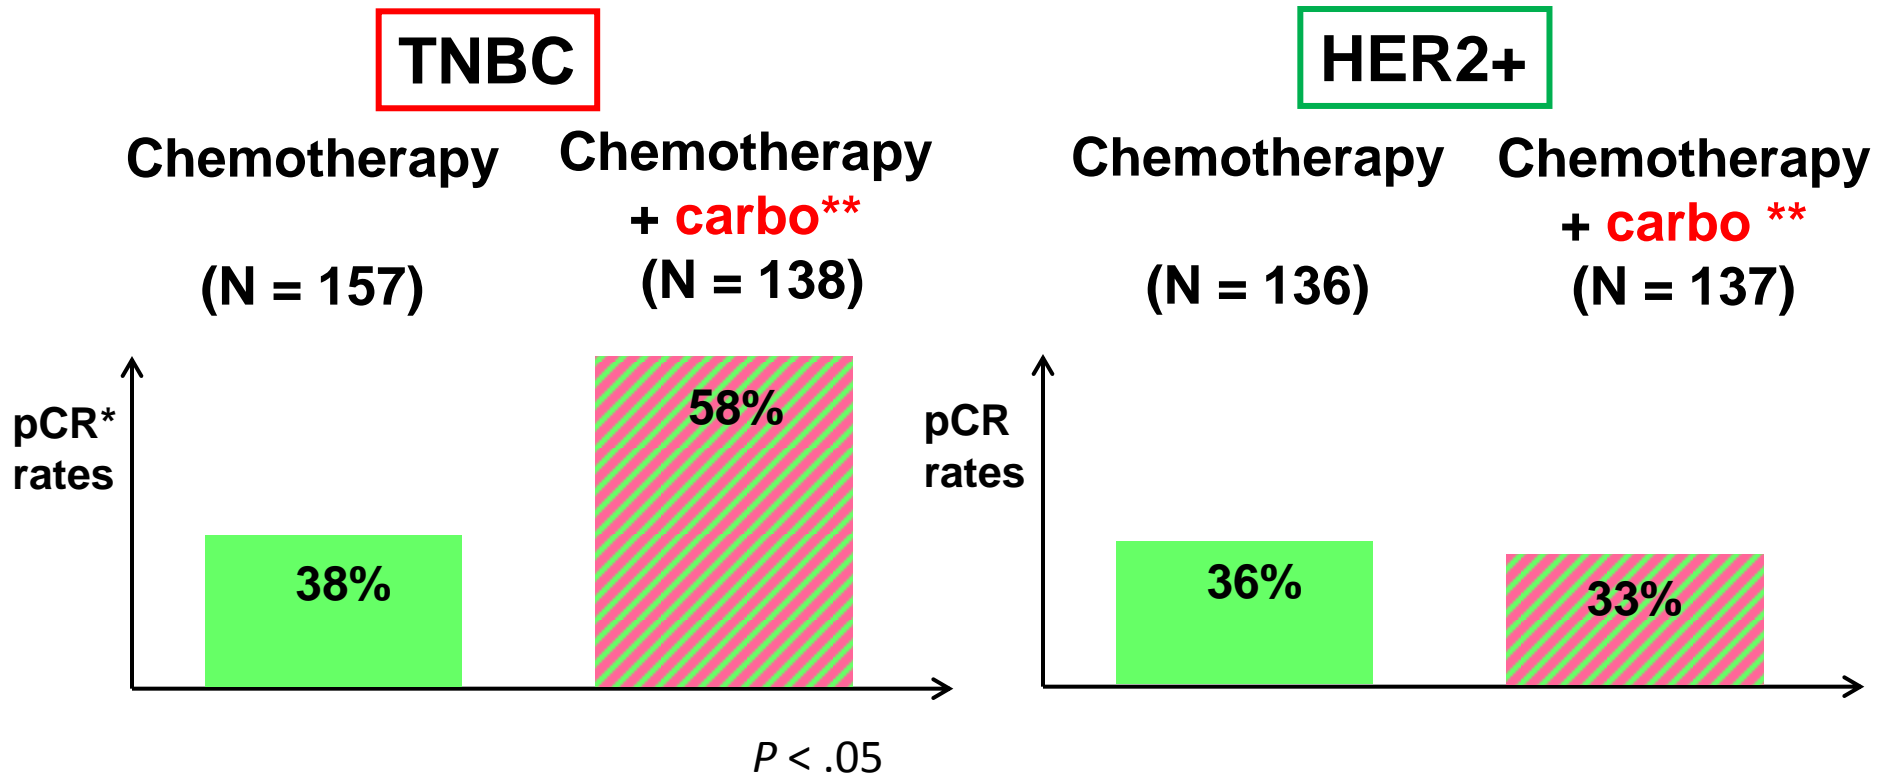 TNBC
Chemotherapy
(N = 157)
Chemotherapy
+ carbo**
(N = 138)
pCR*
rates
38%
58%
P < .05
HER2+
Chemotherapy
(N = 136)
Chemotherapy
+ carbo **
(N = 137)
pCR
rates
36%
33%